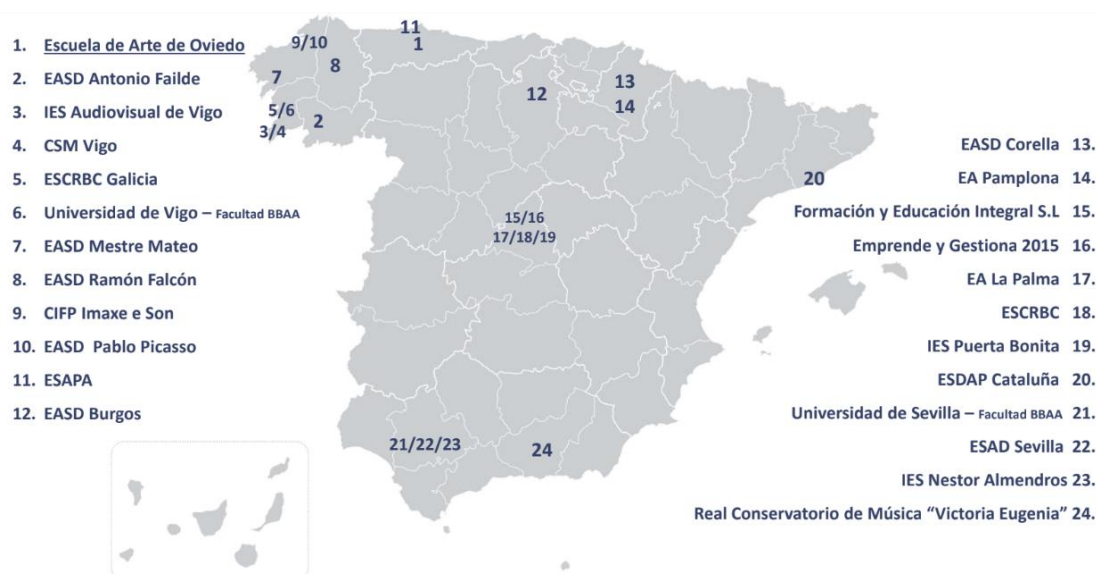 1. Escuela de Arte de Oviedo
2. EASD Antonio Failde
3. IES Audiovisual de Vigo
4. CSM Vigo
5. ESCRBC Galicia
6. Universidad de Vigo – Facultad BBAA
7. EASD Mestre Mateo
8. EASD Ramón Falcón
9. CIFP Imaxe e Son
10. EASD Pablo Picasso
11. ESAPA
12. EASD Burgos
11
1
9/10
8
7
5/6
3/4
2
12
13
14
20
15/16
17/18/19
21/22/23
24
EASD Corella 13.
EA Pamplona 14.
Formación y Educación Integral S.L 15.
Emprende y Gestiona 2015 16.
EA La Palma 17.
ESCRBC 18.
IES Puerta Bonita 19.
ESDAP Cataluña 20.
Universidad de Sevilla – Facultad BBAA 21.
ESAD Sevilla 22.
IES Nestor Almendros 23.
Real Conservatorio de Música “Victoria Eugenia” 24.